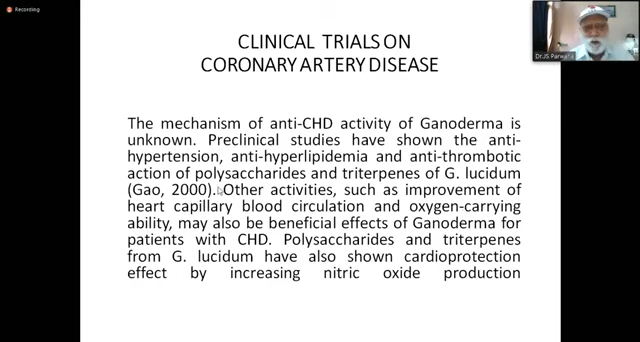 Recording
CLINICAL TRIALS ON
CORONARY ARTERY DISEASE
The mechanism of anti-CHD activity of Ganoderma is
unknown. Preclinical studies have shown the anti-
hypertension, anti-hyperlipidemia and anti-thrombotic
action of polysaccharides and triterpenes of G. lucidum
(Gao, 2000). Other activities, such as improvement of
heart capillary blood circulation and oxygen-carrying
ability, may also be beneficial effects of Ganoderma for
patients with CHD. Polysaccharides and triterpenes
from G. lucidum have also shown cardioprotection
effect by increasing nitric oxide production
Dr.JS